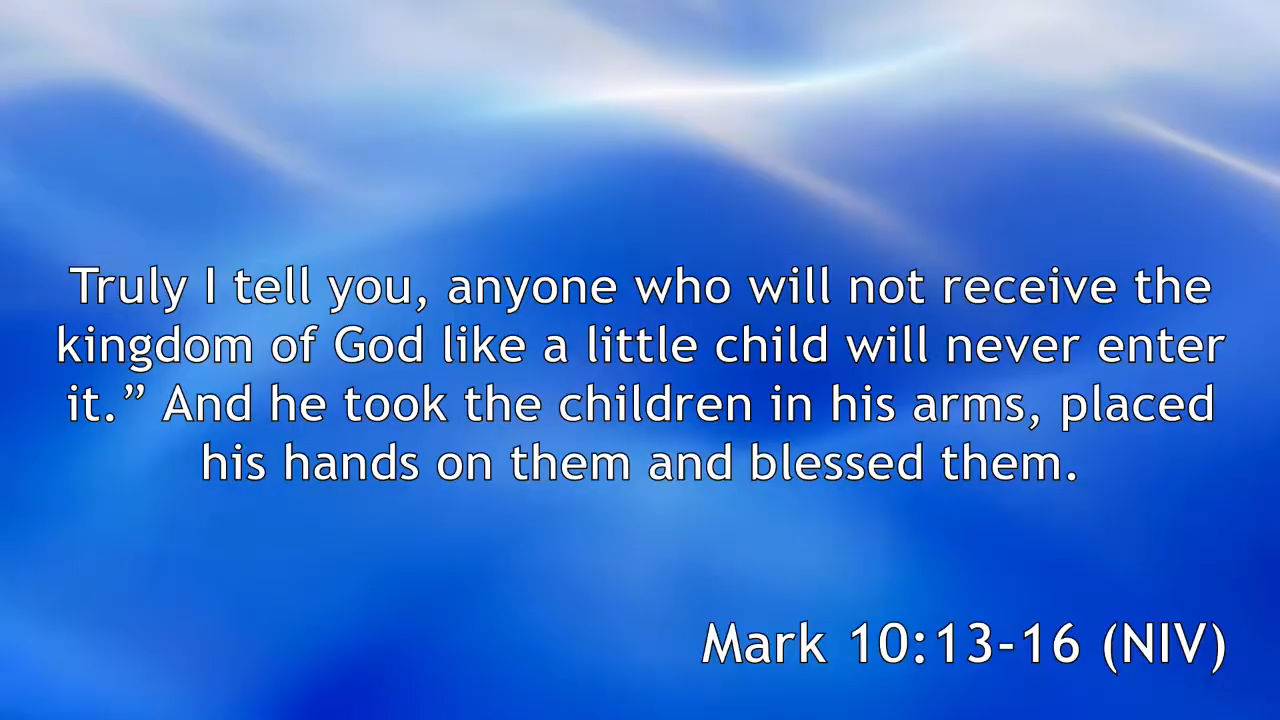 Truly I tell you, anyone who will not receive the
kingdom of God like a little child will never enter
it.” And he took the children in his arms, placed
his hands on them and blessed them.
Mark 10:13-16 (NIV)